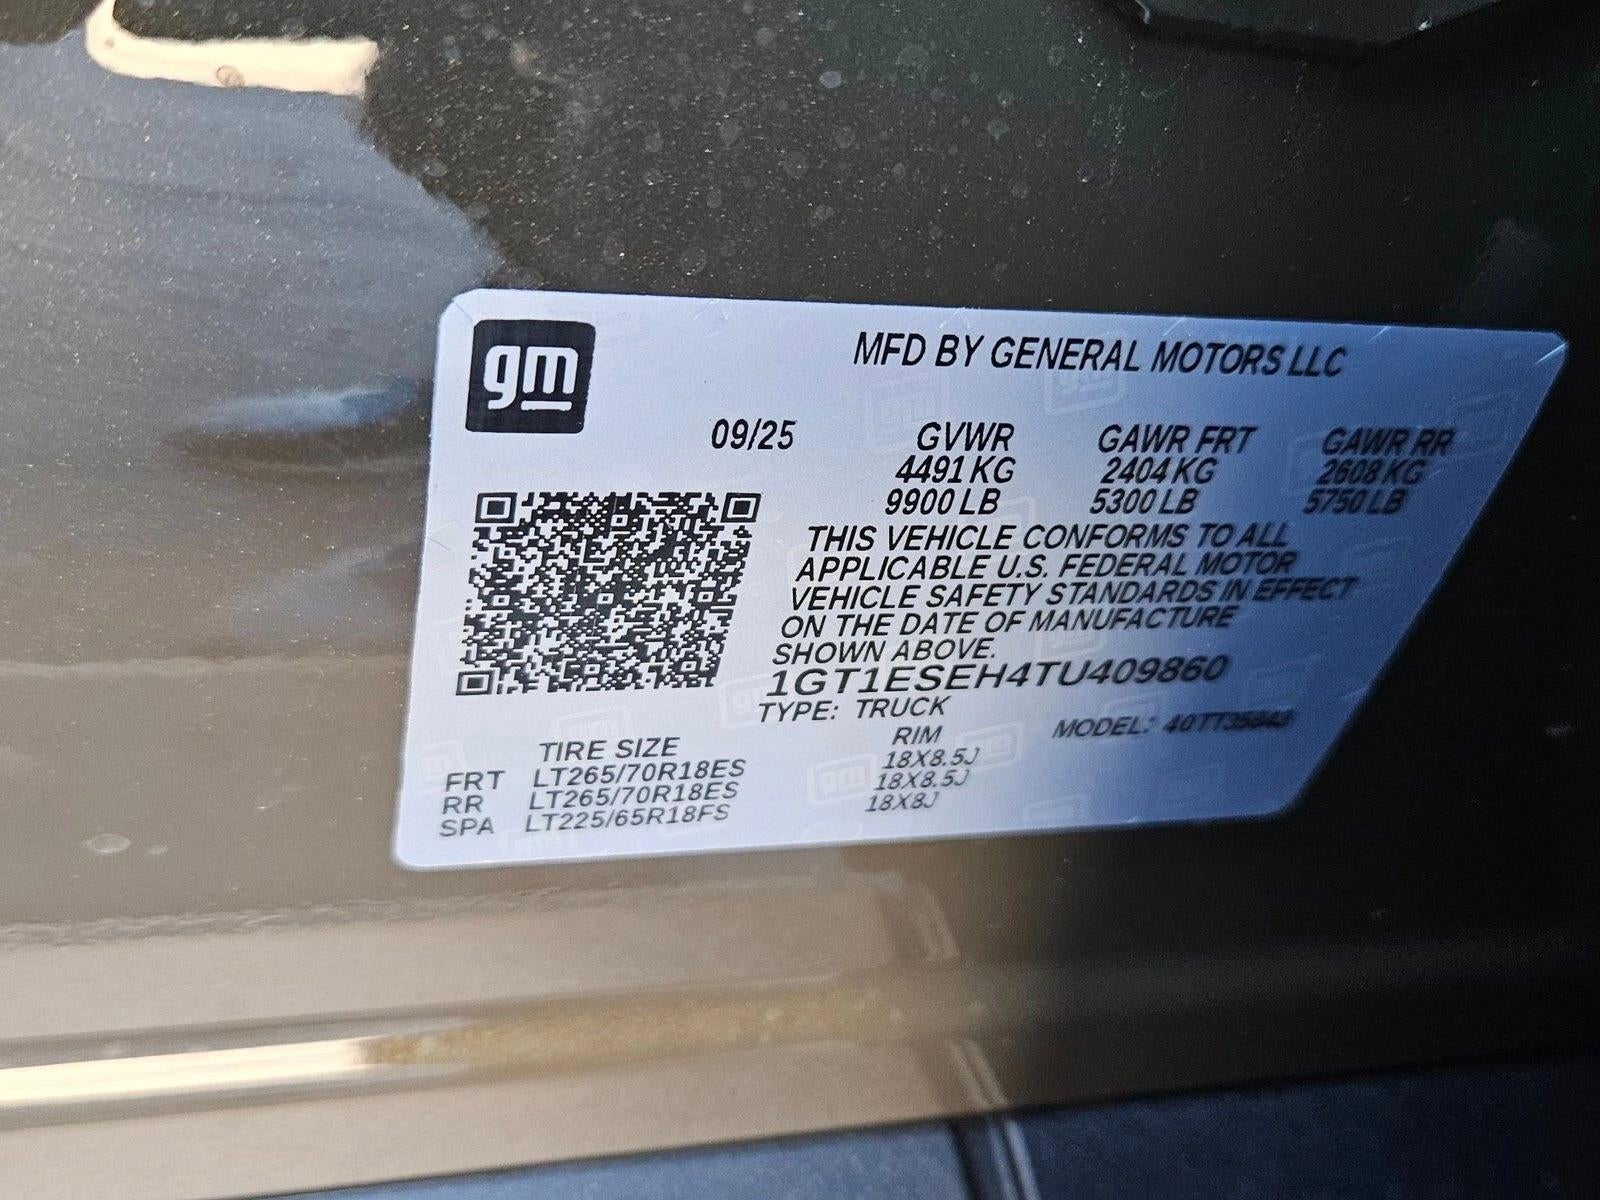 gm
MFD BY GENERAL MOTORS LLC
09/25 GVWR GAWR FRT GAWR RR
4491 KG 2404 KG 2608 KG
9900 LB 5300 LB 5750 LB
THIS VEHICLE CONFORMS TO ALL
APPLICABLE U.S. FEDERAL MOTOR
VEHICLE SAFETY STANDARDS IN EFFECT
ON THE DATE OF MANUFACTURE
SHOWN ABOVE.
1GT1ESEH4TU409860
TYPE: TRUCK MODEL:
TIRE SIZE RIM
FRT LT265/70R18ES 18X8.5J
RR LT265/70R18ES 18X8.5J
SPA LT225/65R18FS 18X8J